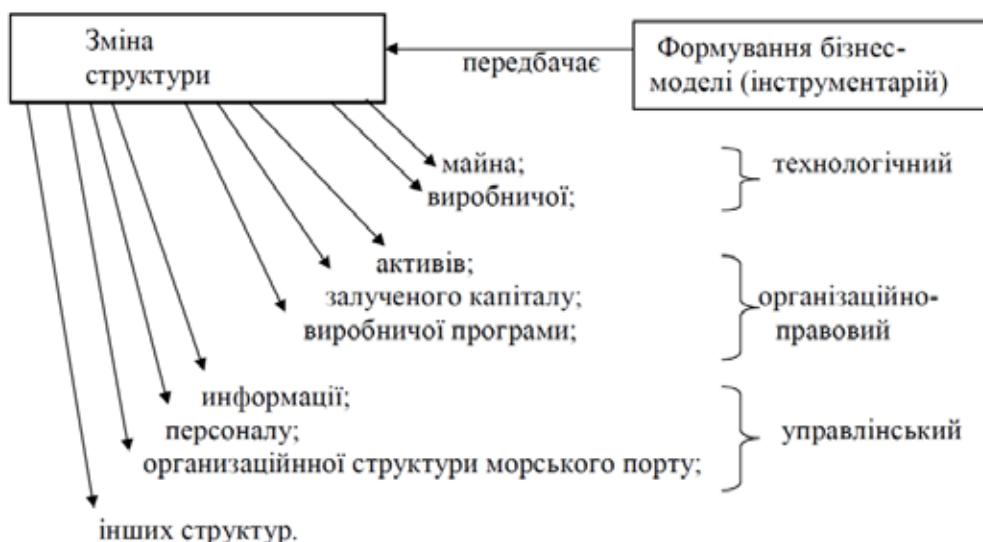 Зміна
структури
передбачає
Формування бізнес-
моделі (інструментарій)
майна;
виробничої;
технологічний
активів;
залученого капіталу;
виробничої програми;
організаційно-
правовий
информації;
персоналу;
организаційнної структури морського порту;
управлінський
інших структур.